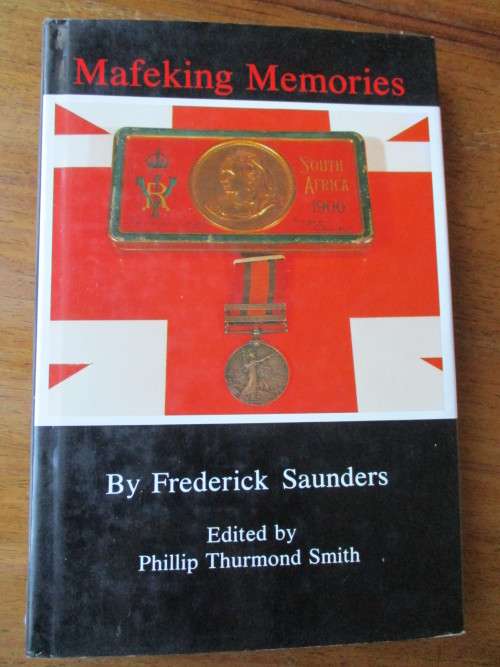 Mafeking Memories
SOUTH
AFRICA
1900
By Frederick Saunders
Edited by
Phillip Thurmond Smith